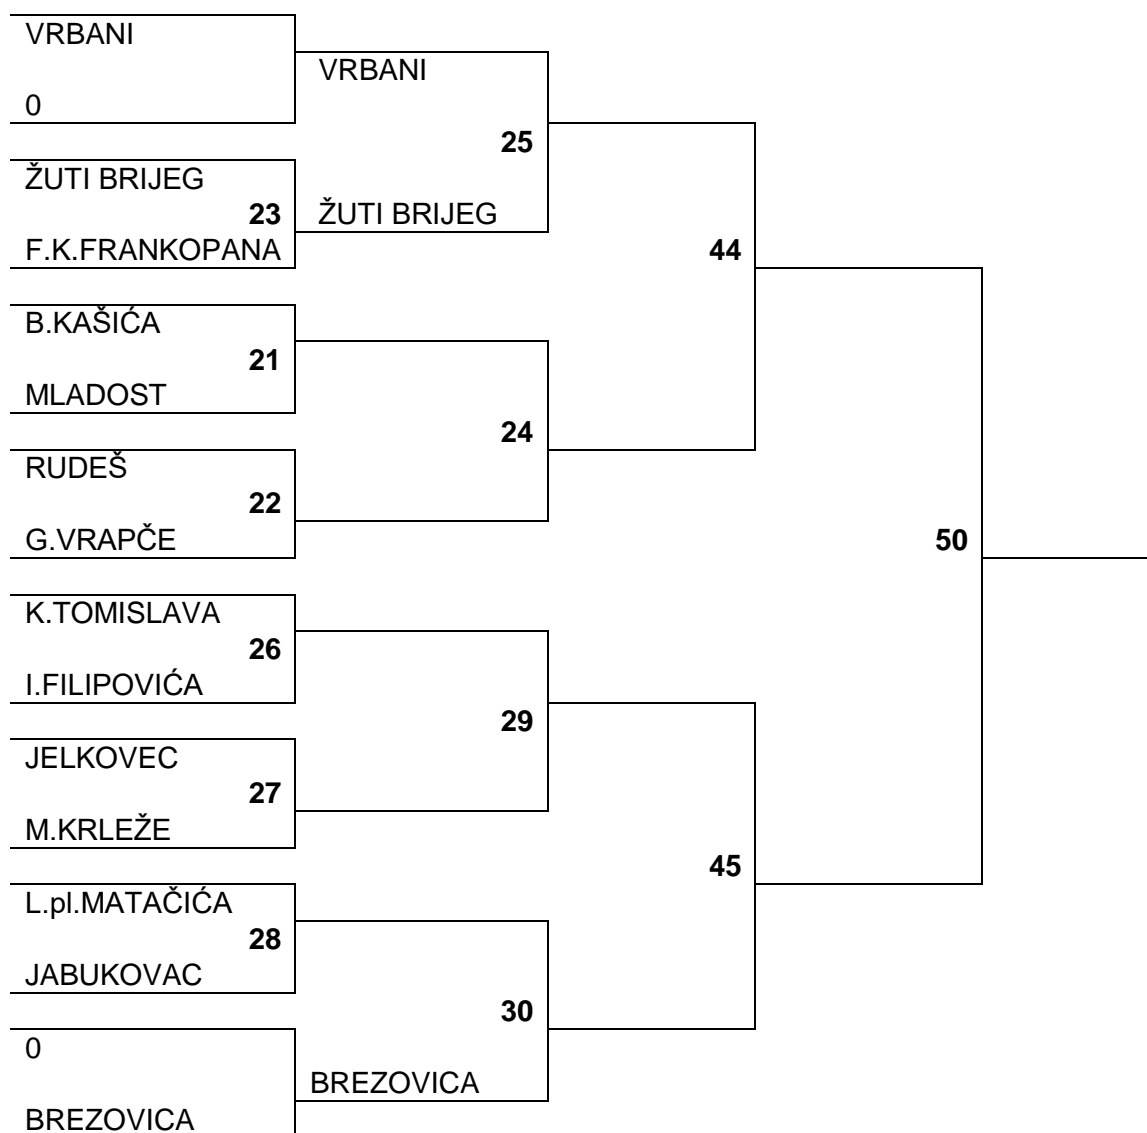 VRBANI
VRBANI
0
25
ŽUTI BRIJEG
23
ŽUTI BRIJEG
F.K.FRANKOPANA
44
B.KAŠIĆA
21
MLADOST
24
RUDEŠ
22
G.VRAPČE
50
K.TOMISLAVA
26
I.FILIPOVIĆA
29
JELKOVEC
27
M.KRLEŽE
45
L.pl.MATAČIĆA
28
JABUKOVAC
30
0
BREZOVICA
BREZOVICA